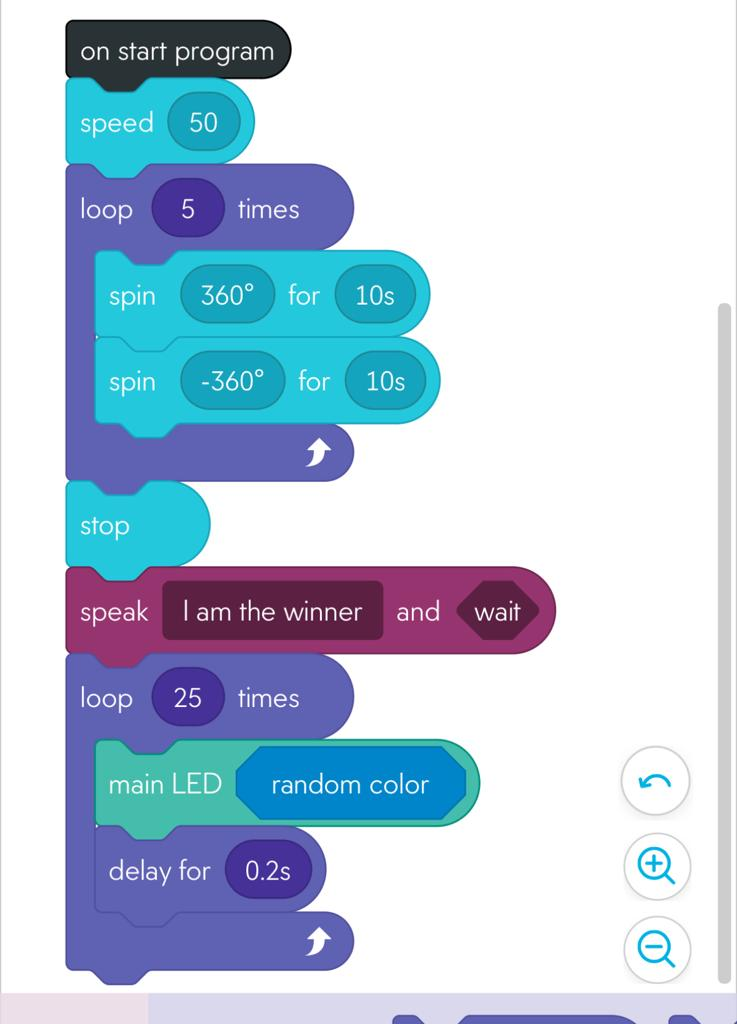 on start program
speed 50
loop 5 times
spin 360° for 10s
spin -360° for 10s
stop
speak I am the winner and wait
loop 25 times
main LED random color
delay for 0.2s